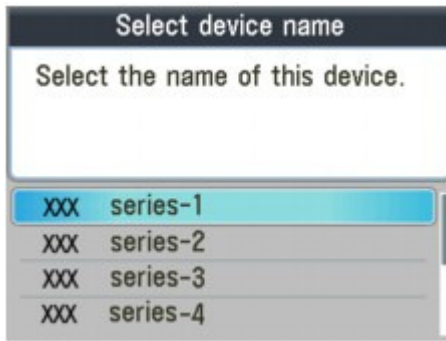 Select device name
Select the name of this device.
XXX series-1
XXX series-2
XXX series-3
XXX series-4